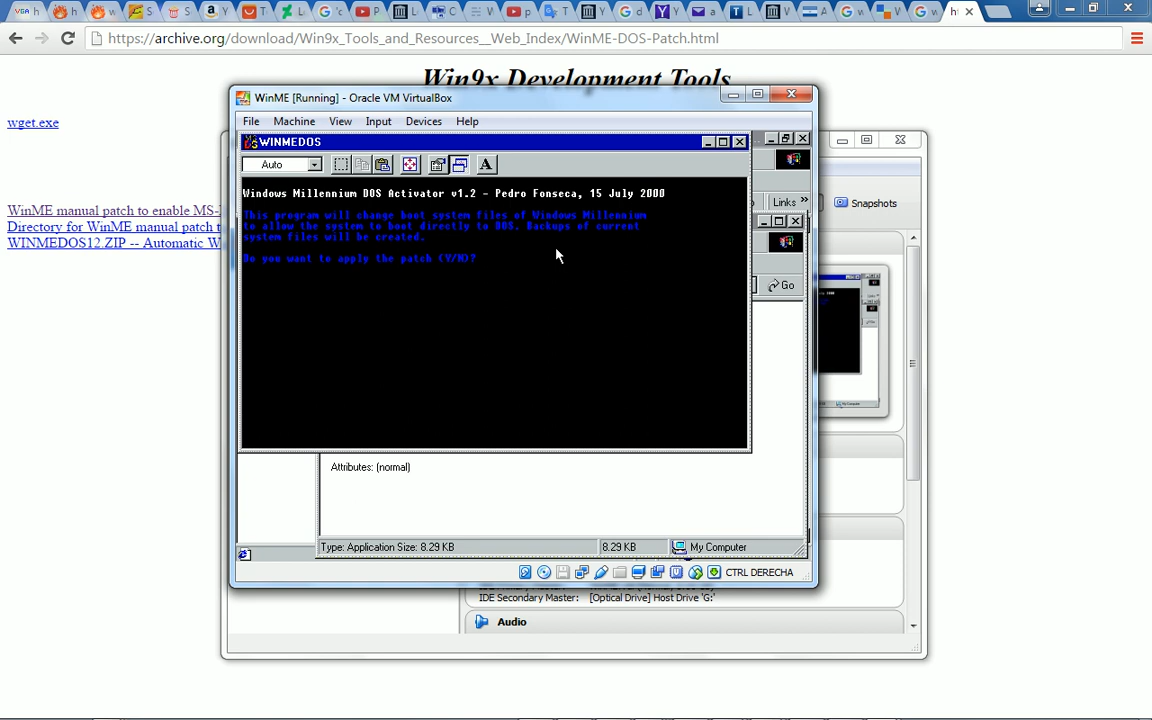 VGA h
h
w
S
S
Y
T
L
'c
P
L
C
V
p
Y
d
T
Y
a
L
V
A
w
V
w
h
https://archive.org/download/Win9x_Tools_and_Resources__Web_Index/WinME-DOS-Patch.html
Win9x Development Tools
wget.exe
WinME manual patch to enable MS-
Directory for WinME manual patch t
WINMEDOS12.ZIP -- Automatic W
WinME [Running] - Oracle VM VirtualBox
File Machine View Input Devices Help
WINMEDOS
Auto
A
Windows Millennium DOS Activator v1.2 - Pedro Fonseca, 15 July 2000
This program will change boot system files of Windows Millennium
to allow the system to boot directly to DOS. Backups of current
system files will be created.
Do you want to apply the patch (Y/N)?
Links »
Go
Snapshots
Attributes: (normal)
Type: Application Size: 8.29 KB
8.29 KB
My Computer
CTRL DERECHA
IDE Secondary Master: [Optical Drive] Host Drive 'G:'
Audio